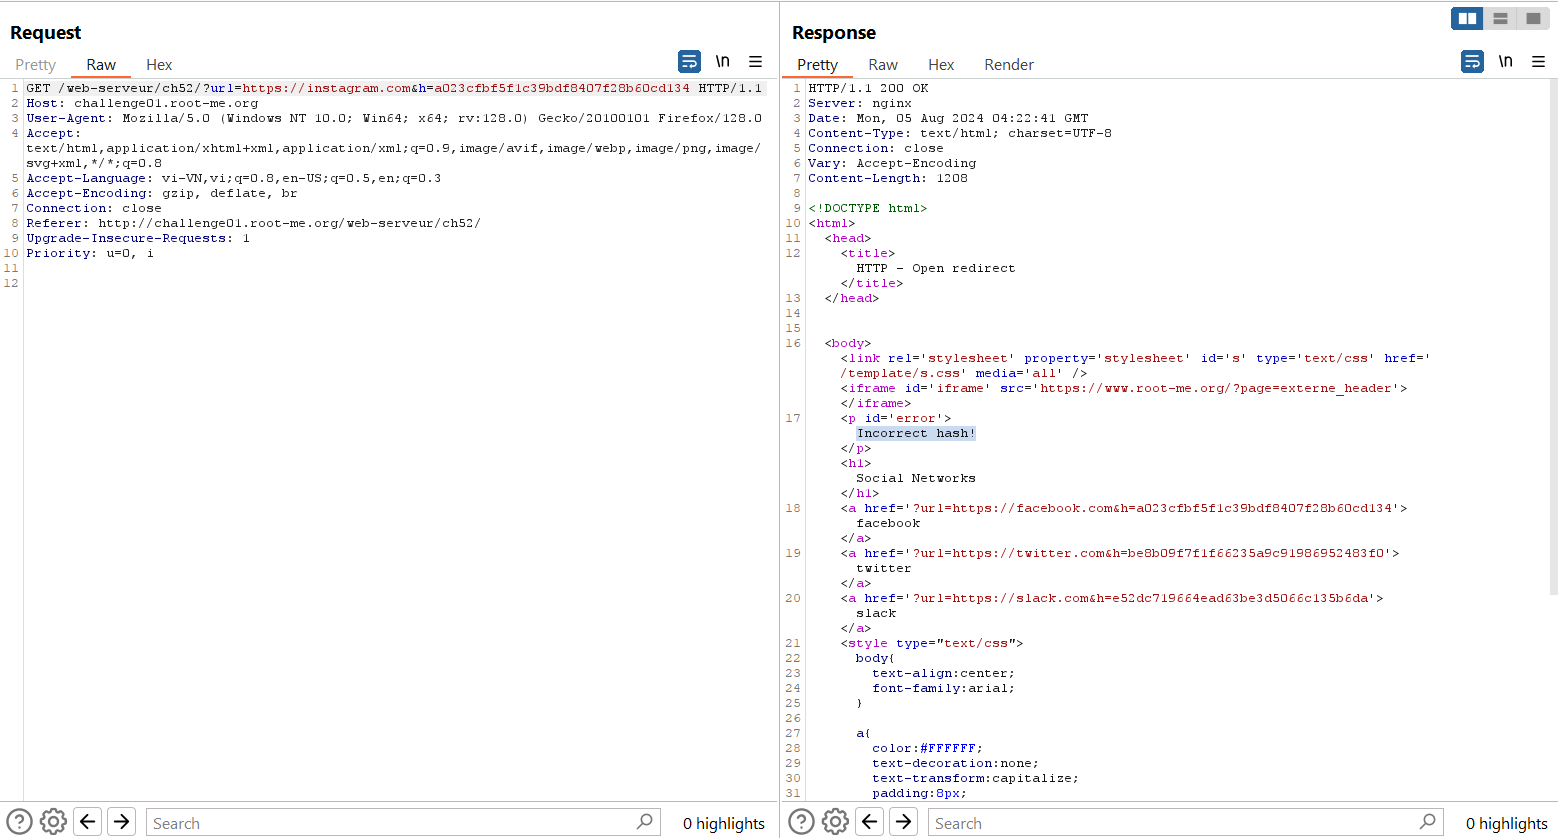 Request
Pretty Raw Hex
\n
1 GET /web-serveur/ch52/?url=https://instagram.com&h=a023cfbf5f1c39bdf8407f28b60cd134 HTTP/1.1
2 Host: challenge01.root-me.org
3 User-Agent: Mozilla/5.0 (Windows NT 10.0; Win64; x64; rv:128.0) Gecko/20100101 Firefox/128.0
4 Accept:
text/html,application/xhtml+xml,application/xml;q=0.9,image/avif,image/webp,image/png,image/
svg+xml,*/*;q=0.8
5 Accept-Language: vi-VN,vi;q=0.8,en-US;q=0.5,en;q=0.3
6 Accept-Encoding: gzip, deflate, br
7 Connection: close
8 Referer: http://challenge01.root-me.org/web-serveur/ch52/
9 Upgrade-Insecure-Requests: 1
10 Priority: u=0, i
11
12
Search
0 highlights
Response
Pretty Raw Hex Render
\n
1 HTTP/1.1 200 OK
2 Server: nginx
3 Date: Mon, 05 Aug 2024 04:22:41 GMT
4 Content-Type: text/html; charset=UTF-8
5 Connection: close
6 Vary: Accept-Encoding
7 Content-Length: 1208
8
9 <!DOCTYPE html>
10 <html>
11 <head>
12 <title>
HTTP - Open redirect
</title>
13 </head>
14
15
16 <body>
<link rel='stylesheet' property='stylesheet' id='s' type='text/css' href='
/template/s.css' media='all' />
<iframe id='iframe' src='https://www.root-me.org/?page=externe_header'>
</iframe>
17 <p id='error'>
Incorrect hash!
</p>
<h1>
Social Networks
</h1>
18 <a href='?url=https://facebook.com&h=a023cfbf5f1c39bdf8407f28b60cd134'>
facebook
</a>
19 <a href='?url=https://twitter.com&h=be8b09f7f1f66235a9c91986952483f0'>
twitter
</a>
20 <a href='?url=https://slack.com&h=e52dc719664ead63be3d5066c135b6da'>
slack
</a>
21 <style type="text/css">
22 body{
23 text-align:center;
24 font-family:arial;
25 }
26
27 a{
28 color:#FFFFFF;
29 text-decoration:none;
30 text-transform:capitalize;
31 padding:8px;
Search
0 highlights